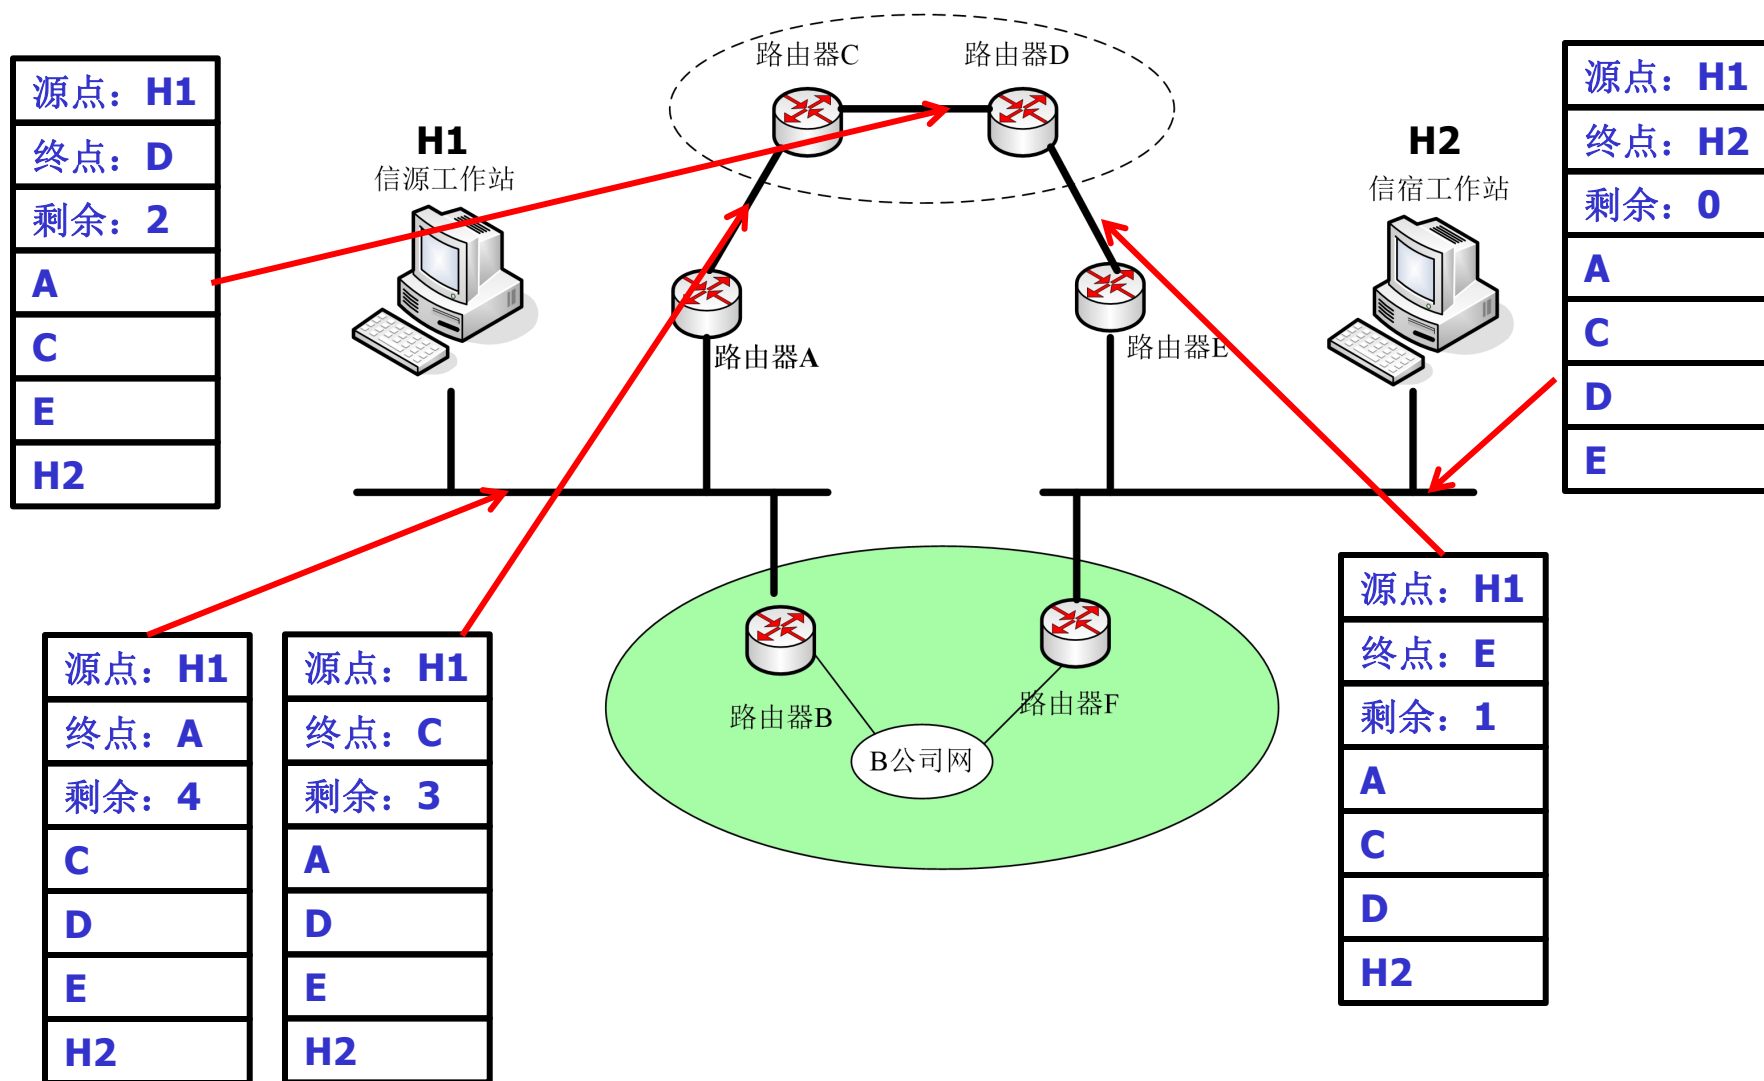 路由器C
路由器D
源点：H1
终点：D
剩余：2
A
C
E
H2
H1
信源工作站
H2
信宿工作站
源点：H1
终点：H2
剩余：0
A
C
D
E
路由器A
路由器E
源点：H1
终点：A
剩余：4
C
D
E
H2
源点：H1
终点：C
剩余：3
A
D
E
H2
路由器B
路由器F
B公司网
源点：H1
终点：E
剩余：1
A
C
D
H2